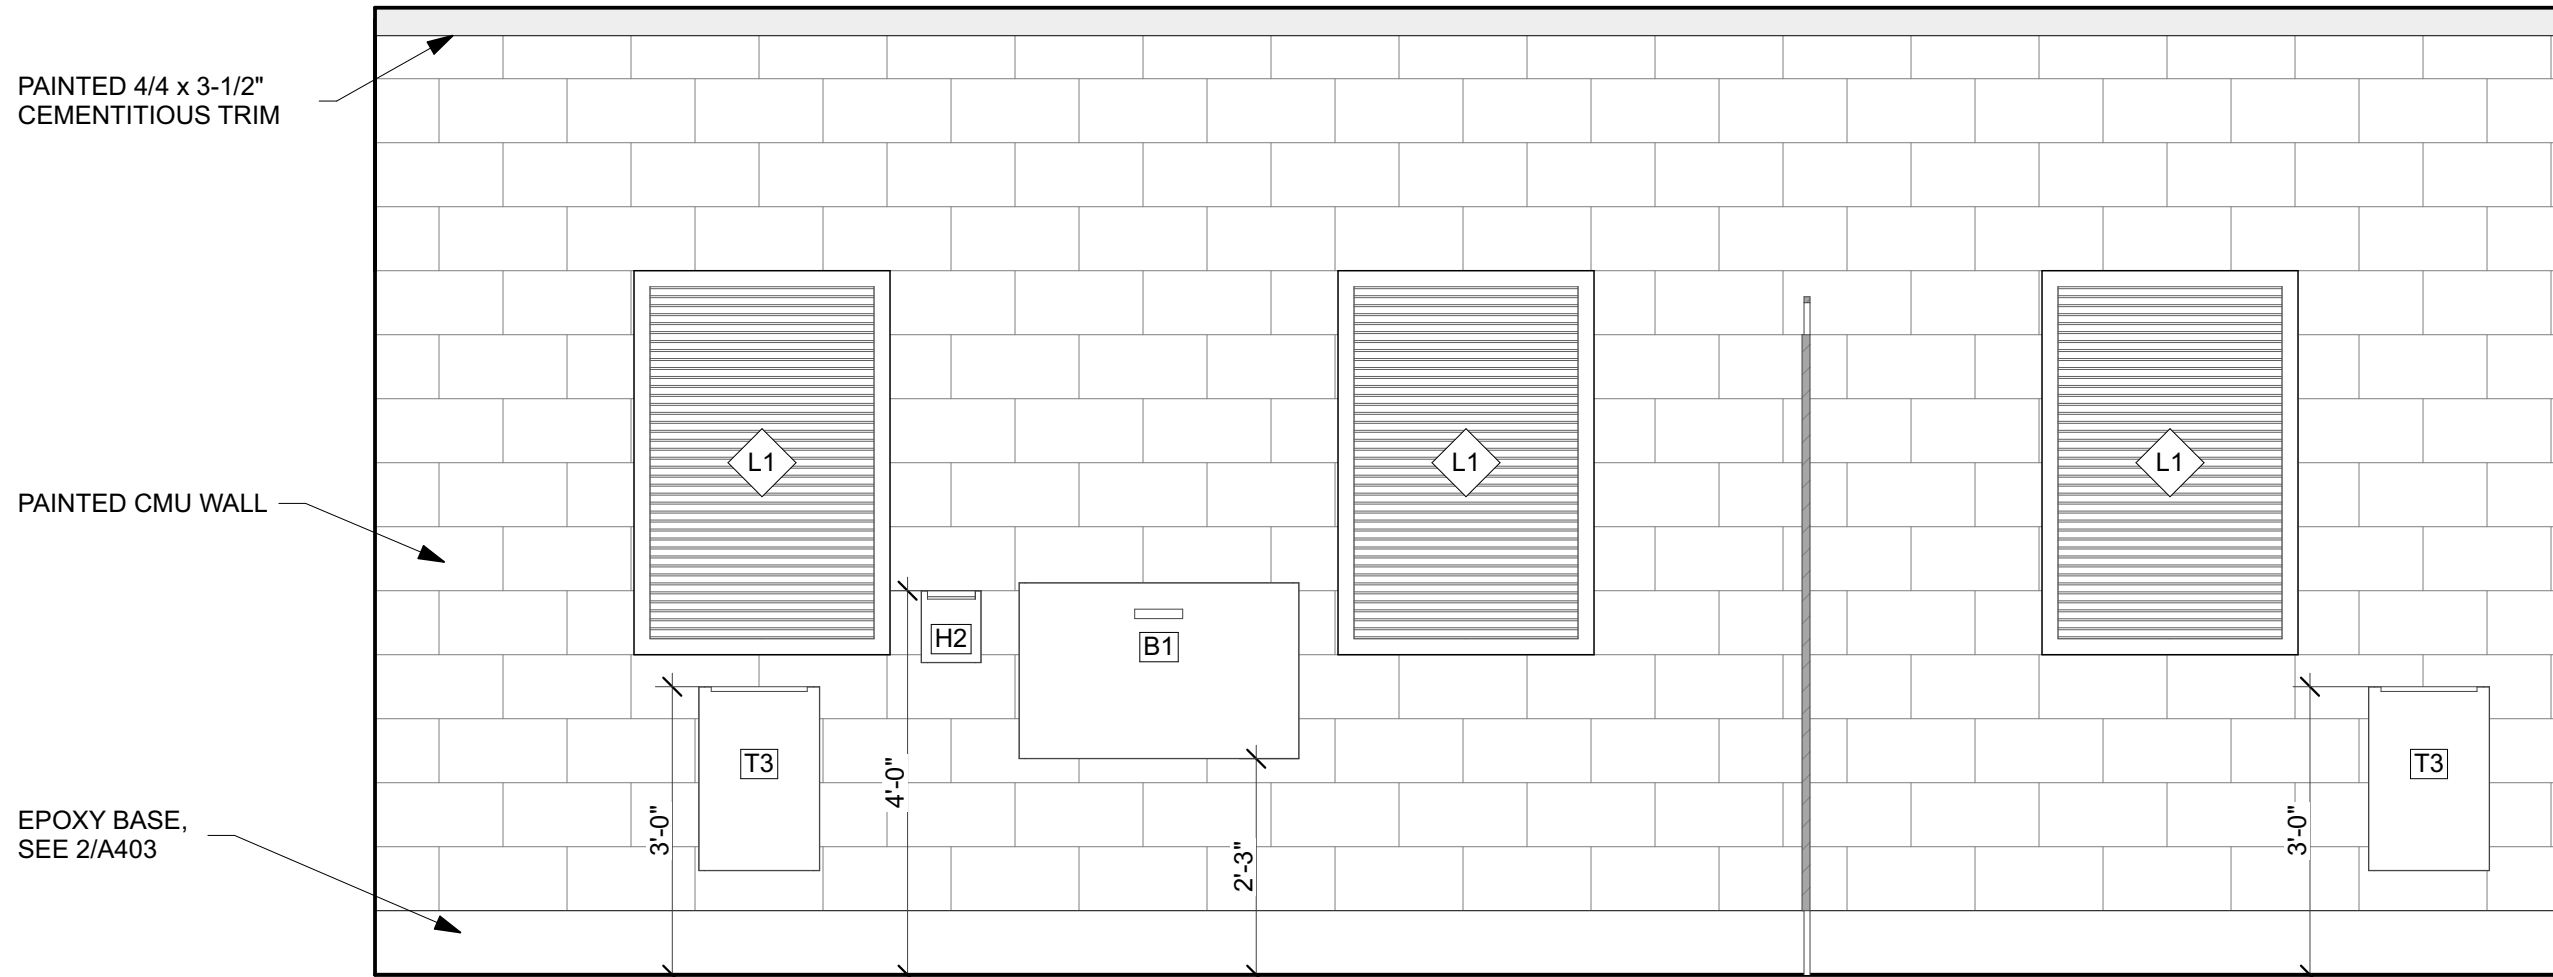 PAINTED 4/4 x 3-1/2"
CEMENTITIOUS TRIM
L1
L1
L1
PAINTED CMU WALL
H2
B1
T3
T3
4'-0"
3'-0"
2'-3"
3'-0"
EPOXY BASE,
SEE 2/A403